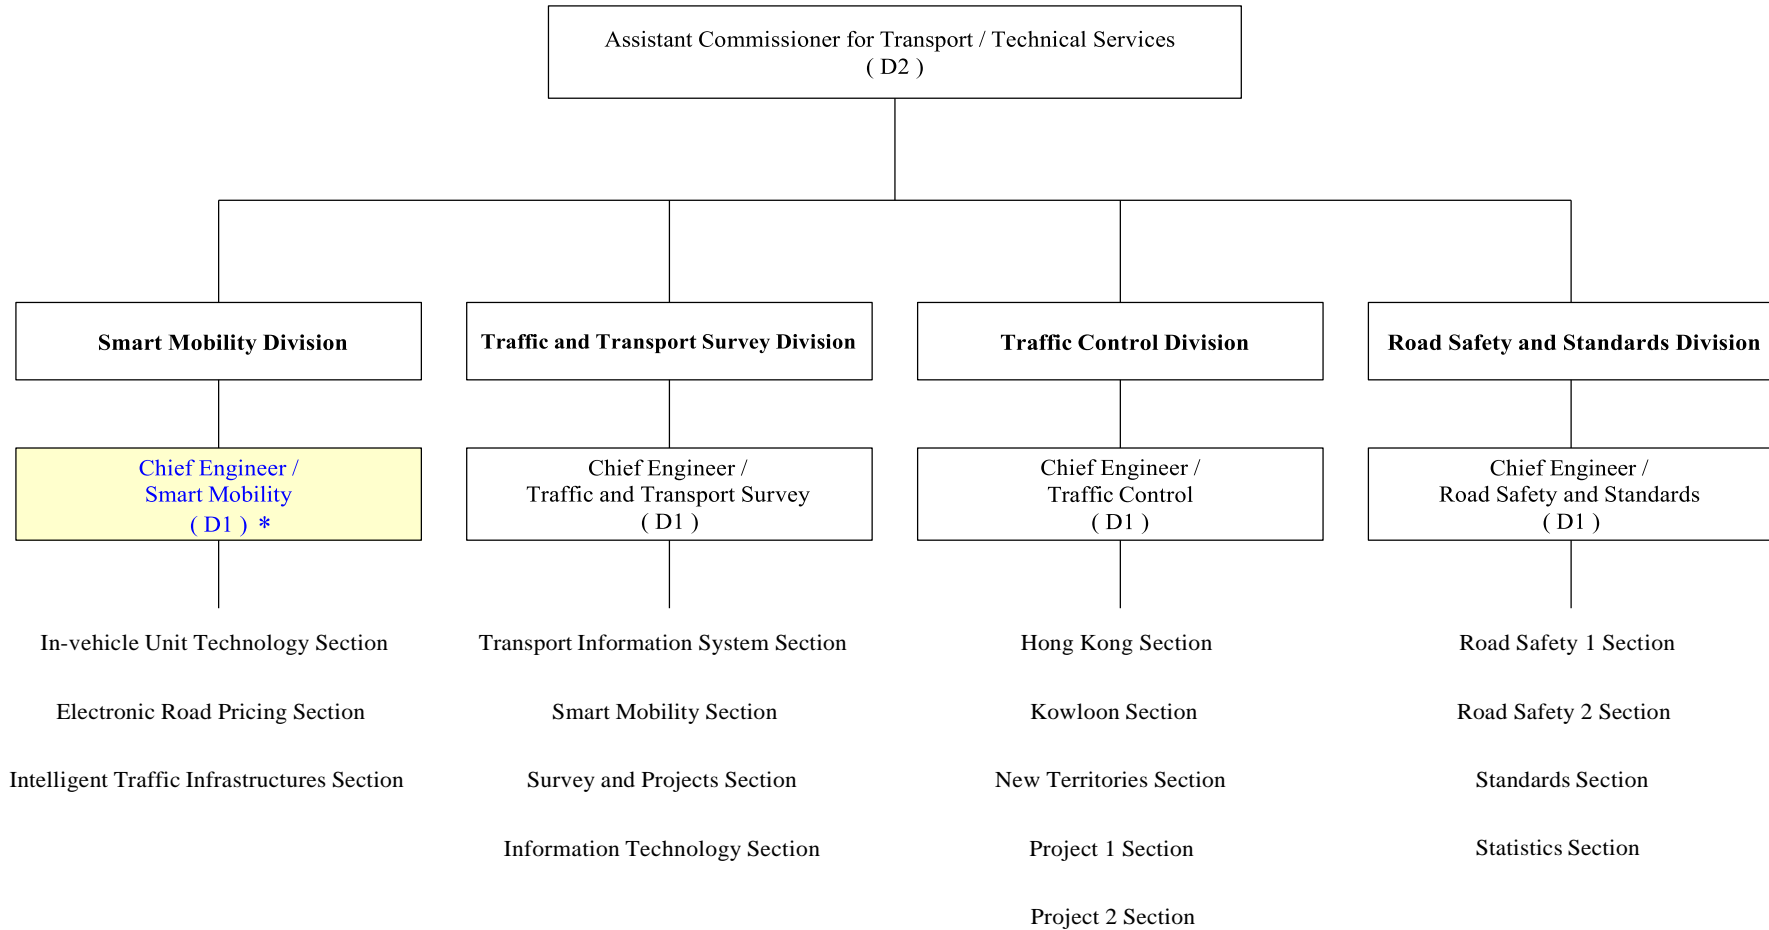 Assistant Commissioner for Transport / Technical Services
( D2 )
Smart Mobility Division
Traffic and Transport Survey Division
Traffic Control Division
Road Safety and Standards Division
Chief Engineer /
Smart Mobility
( D1 ) *
Chief Engineer /
Traffic and Transport Survey
( D1 )
Chief Engineer /
Traffic Control
( D1 )
Chief Engineer /
Road Safety and Standards
( D1 )
In-vehicle Unit Technology Section
Electronic Road Pricing Section
Intelligent Traffic Infrastructures Section
Transport Information System Section
Smart Mobility Section
Survey and Projects Section
Information Technology Section
Hong Kong Section
Kowloon Section
New Territories Section
Project 1 Section
Project 2 Section
Road Safety 1 Section
Road Safety 2 Section
Standards Section
Statistics Section